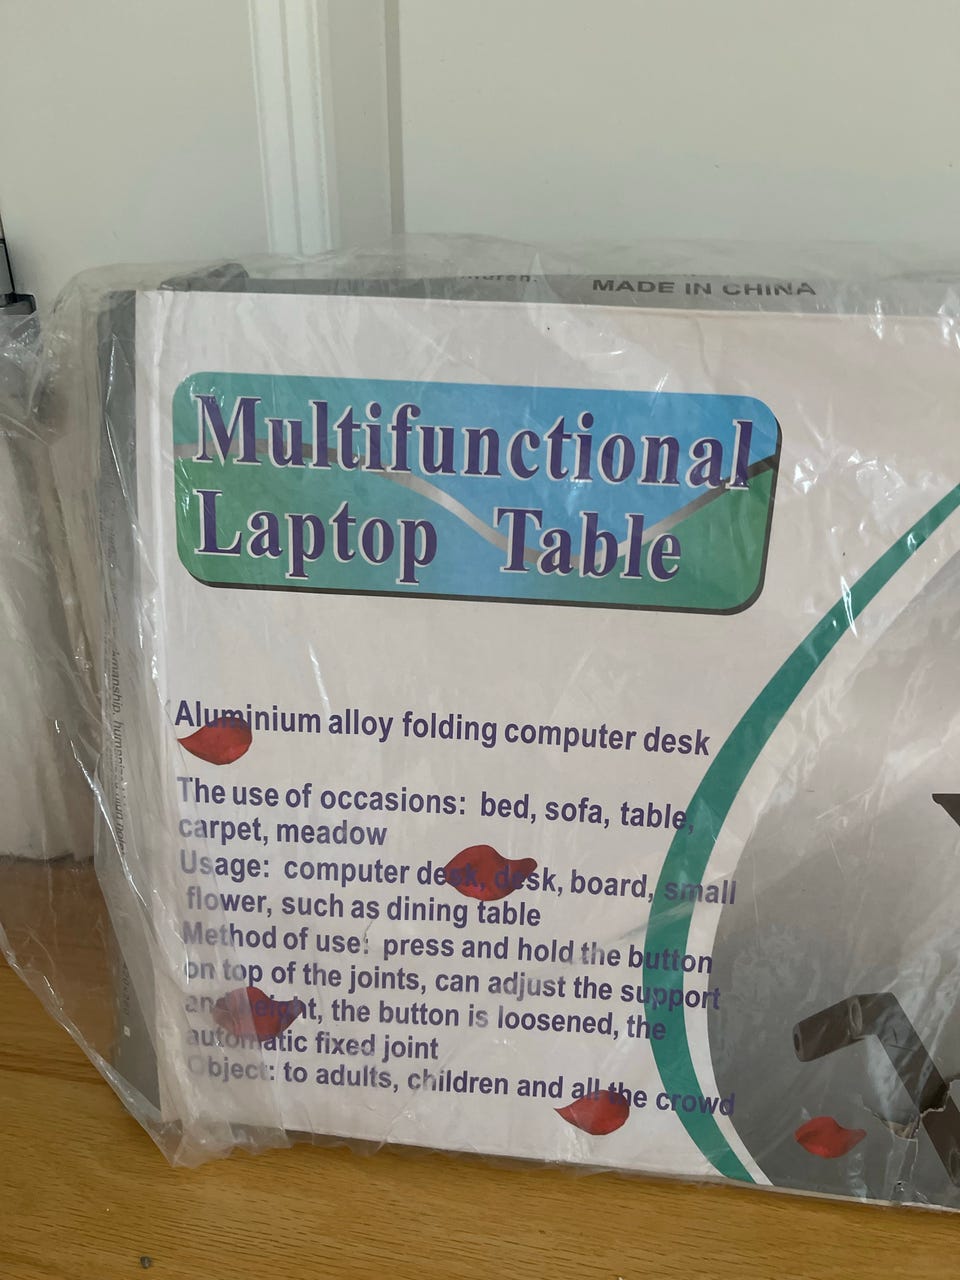 MADE IN CHINA
Multifunctional
Laptop Table
Aluminium alloy folding computer desk
The use of occasions: bed, sofa, table,
carpet, meadow
Usage: computer desk, desk, board, small
flower, such as dining table
Method of use: press and hold the button
on top of the joints, can adjust the support
and height, the button is loosened, the
automatic fixed joint
Object: to adults, children and all the crowd